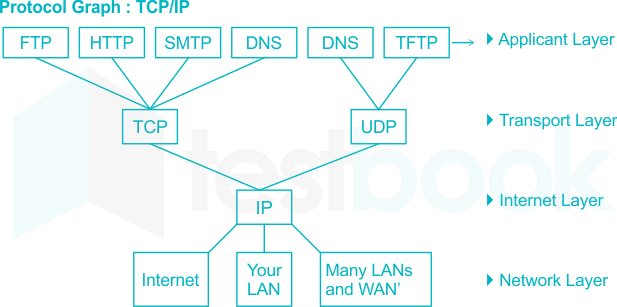 Protocol Graph : TCP/IP
FTP HTTP SMTP DNS DNS TFTP Applicant Layer
TCP UDP Transport Layer
IP Internet Layer
Internet
Your
LAN
Many LANs
and WAN’
Network Layer
testbook